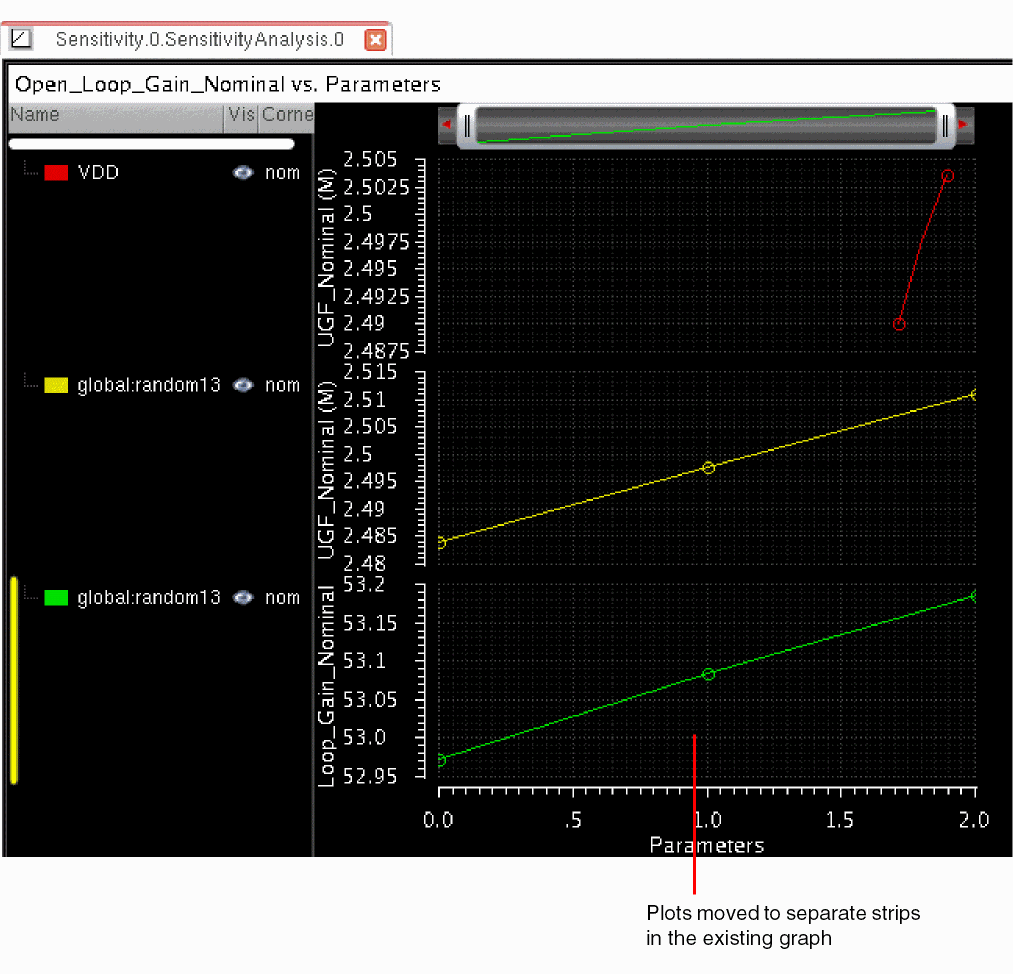 Sensitivity.0.SensitivityAnalysis.0
Open_Loop_Gain_Nominal vs. Parameters
Name Vis Corne
VDD nom
UGF_Nominal (M)
2.505
2.5025
2.5
2.4975
2.495
2.4925
2.49
2.4875
global:random13 nom
UGF_Nominal (M)
2.515
2.51
2.505
2.5
2.495
2.49
2.485
2.48
global:random13 nom
Loop_Gain_Nominal
53.2
53.15
53.1
53.05
53.0
52.95
0.0 .5 1.0 1.5 2.0
Parameters
Plots moved to separate strips
in the existing graph